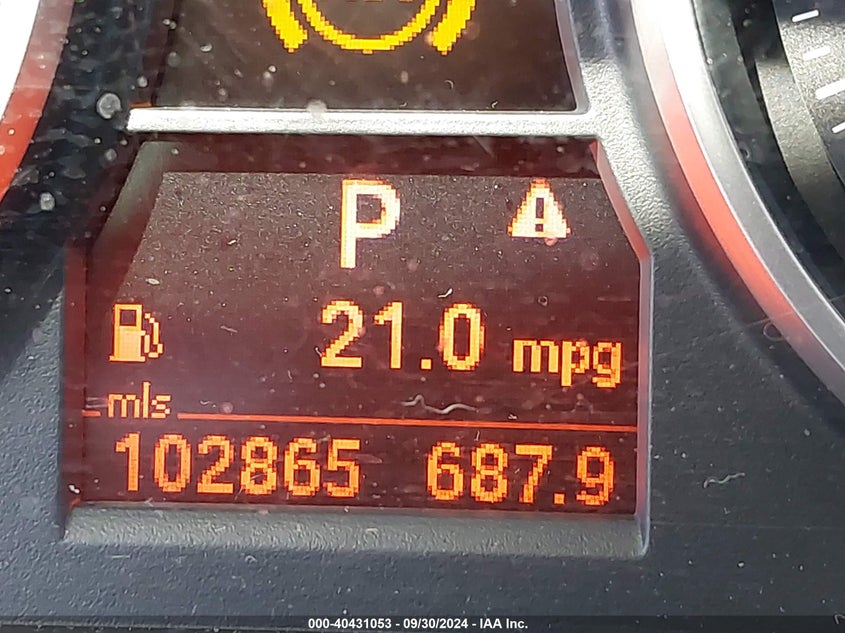 P
21.0 mpg
mls
102865 687.9
000-40431053 - 09/30/2024 - IAA Inc.